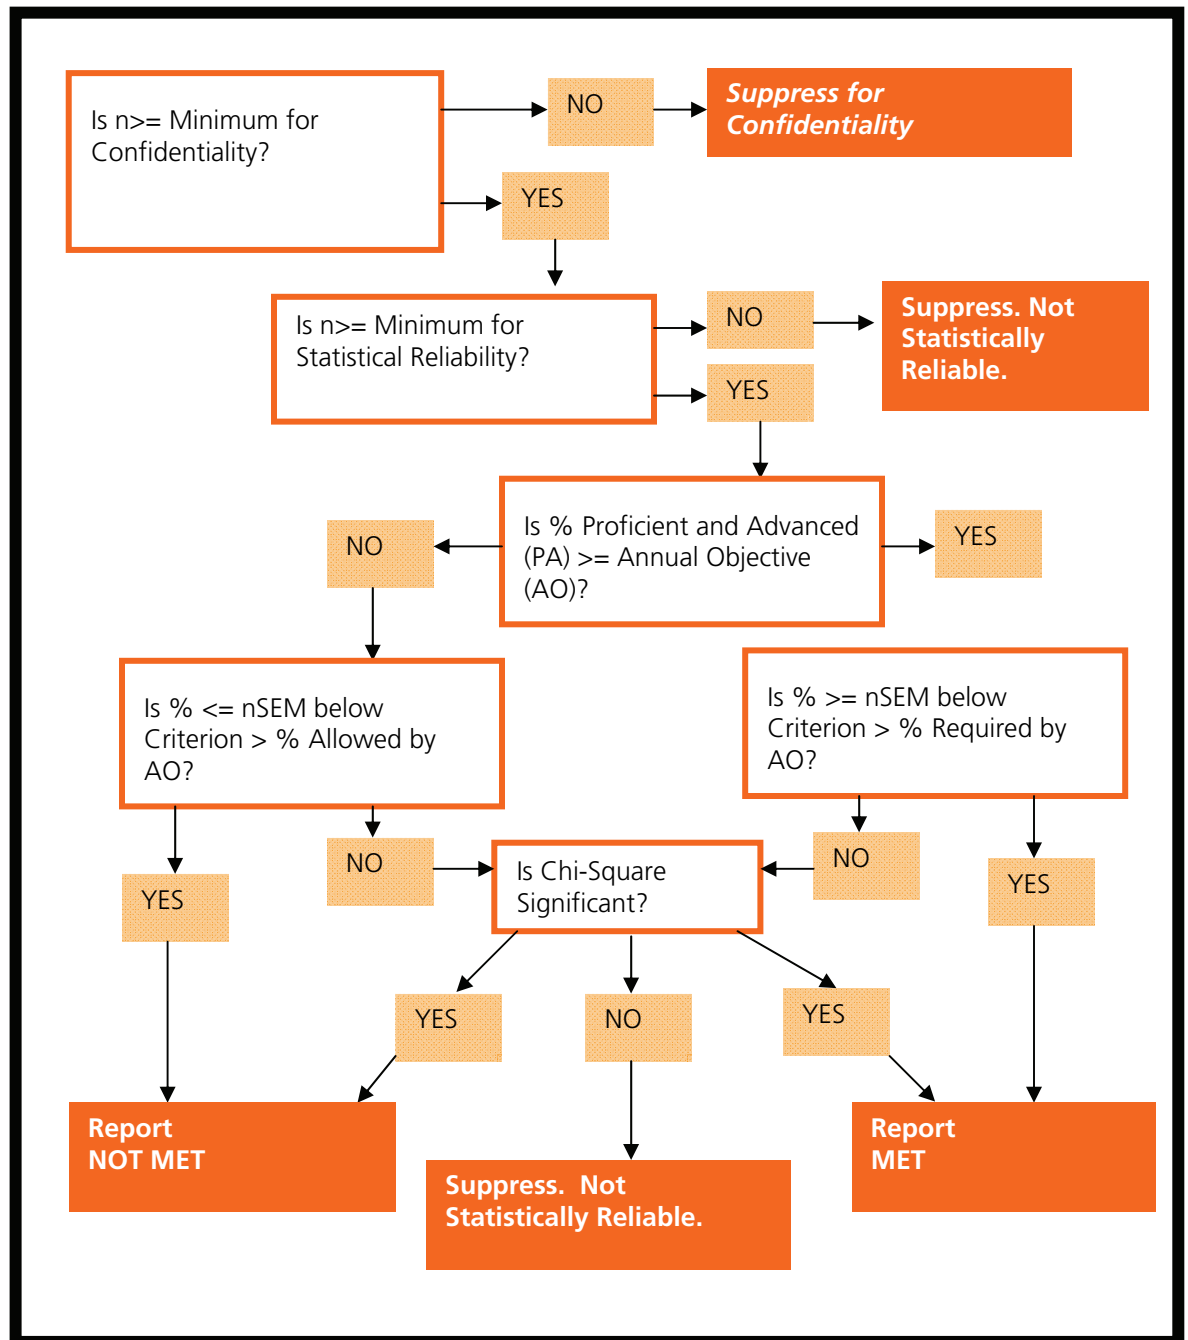 Is n>= Minimum for
Confidentiality?
NO
Suppress for
Confidentiality
YES
Is n>= Minimum for
Statistical Reliability?
NO
Suppress. Not
Statistically
Reliable.
YES
Is % Proficient and Advanced
(PA) >= Annual Objective
(AO)?
NO
YES
Is % <= nSEM below
Criterion > % Allowed by
AO?
Is % >= nSEM below
Criterion > % Required by
AO?
NO
Is Chi-Square
Significant?
NO
YES
YES
YES
NO
YES
Report
NOT MET
Report
MET
Suppress.  Not
Statistically Reliable.